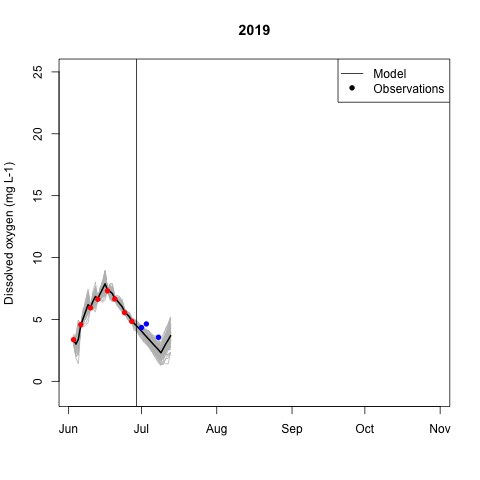 2019
Model
Observations
Dissolved oxygen (mg L-1)
25
20
15
10
5
0
Jun Jul Aug Sep Oct Nov